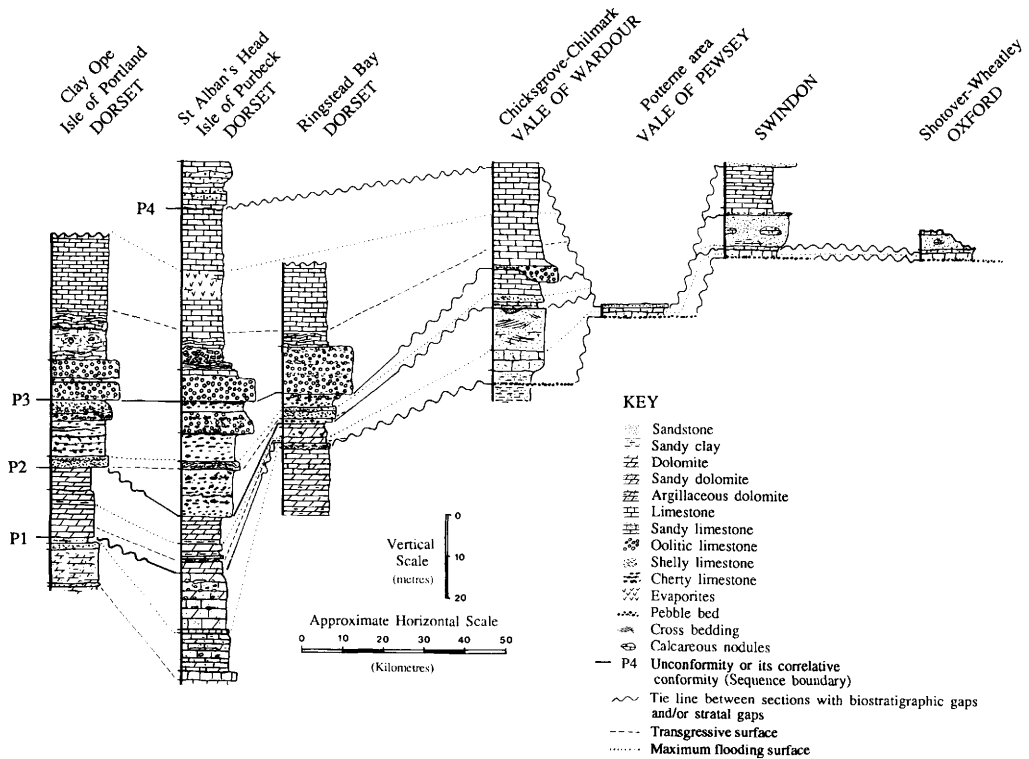 Clay Ope
Isle of Portland
DORSET
St Alban's Head
Isle of Purbeck
DORSET
Ringstead Bay
DORSET
Chicksgrove-Chilmark
VALE OF WARDOUR
Potterne area
VALE OF PEWSEY
SWINDON
Shotover-Wheatley
OXFORD
P4
P3
P2
P1
Vertical
Scale
(metres)
0
10
20
Approximate Horizontal Scale
0 10 20 30 40 50
(Kilometres)
KEY
Sandstone
Sandy clay
Dolomite
Sandy dolomite
Argillaceous dolomite
Limestone
Sandy limestone
Oolitic limestone
Shelly limestone
Cherty limestone
Evaporites
Pebble bed
Cross bedding
Calcareous nodules
P4 Unconformity or its correlative
conformity (Sequence boundary)
Tie line between sections with biostratigraphic gaps
and/or stratal gaps
Transgressive surface
Maximum flooding surface